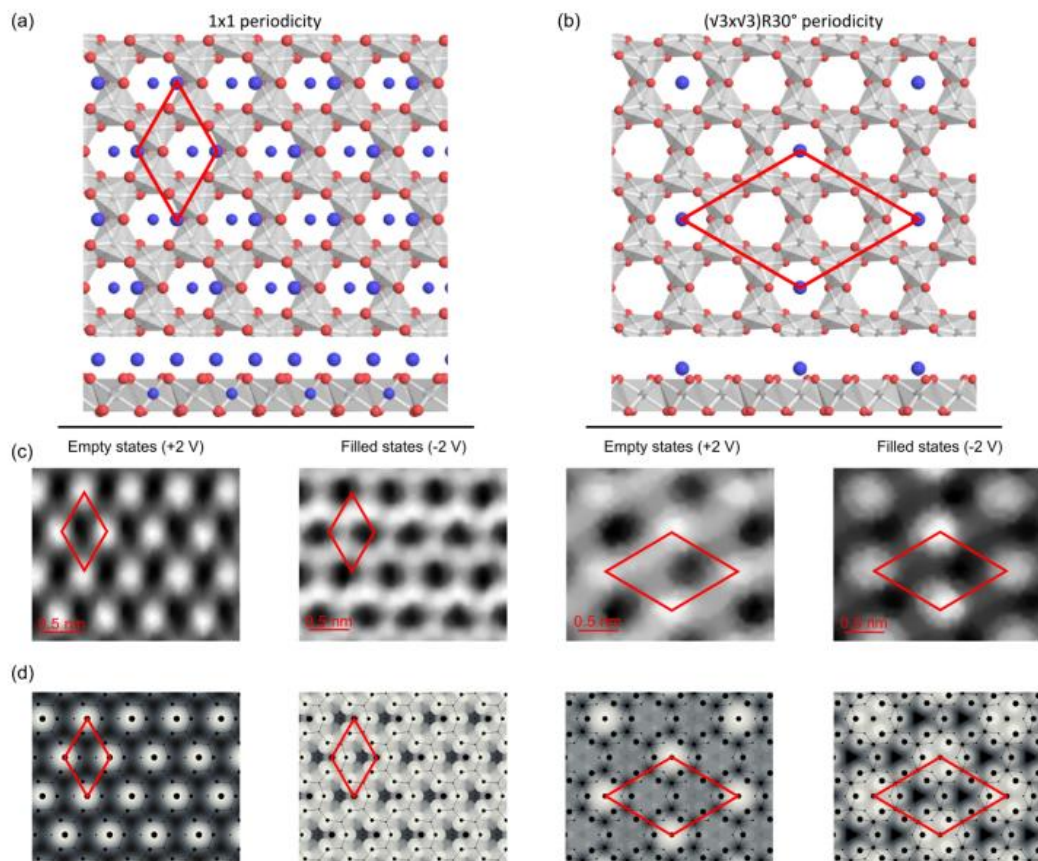 (a)
1x1 periodicity
(b)
(√3x√3)R30° periodicity
(c)
Empty states (+2 V)
Filled states (-2 V)
Empty states (+2 V)
Filled states (-2 V)
0.5 nm
0.5 nm
0.5 nm
0.5 nm
(d)